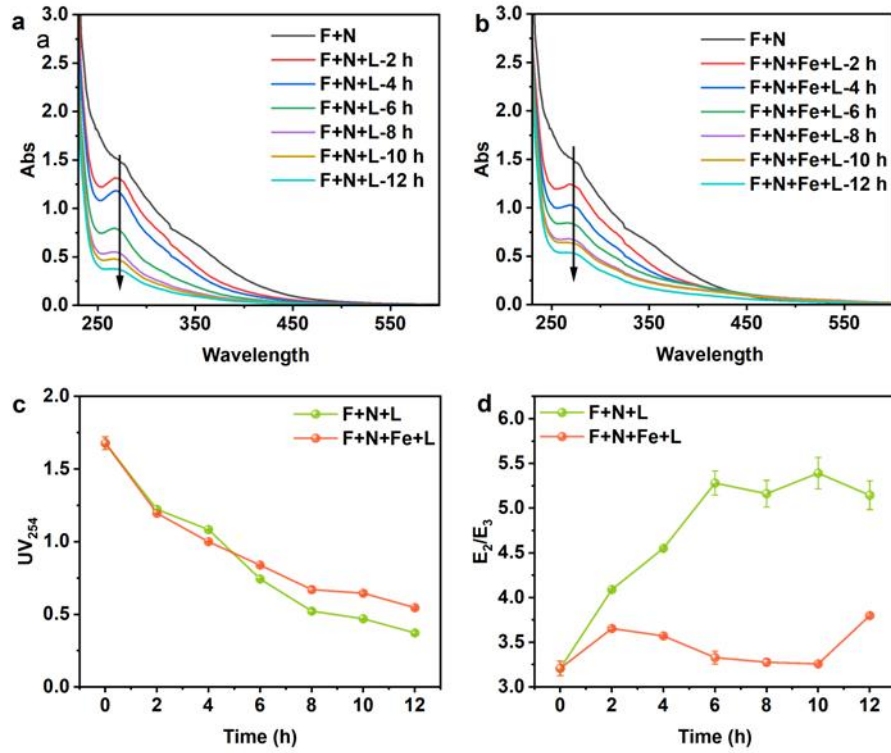 a
a
Abs
3.0
2.5
2.0
1.5
1.0
0.5
0.0
250
350
450
550
Wavelength
F+N
F+N+L-2 h
F+N+L-4 h
F+N+L-6 h
F+N+L-8 h
F+N+L-10 h
F+N+L-12 h
b
Abs
3.0
2.5
2.0
1.5
1.0
0.5
0.0
250
350
450
550
Wavelength
F+N
F+N+Fe+L-2 h
F+N+Fe+L-4 h
F+N+Fe+L-6 h
F+N+Fe+L-8 h
F+N+Fe+L-10 h
F+N+Fe+L-12 h
c
UV254
2.0
1.5
1.0
0.5
0.0
0
2
4
6
8
10
12
Time (h)
F+N+L
F+N+Fe+L
d
E2/E3
6.0
5.5
5.0
4.5
4.0
3.5
3.0
0
2
4
6
8
10
12
Time (h)
F+N+L
F+N+Fe+L